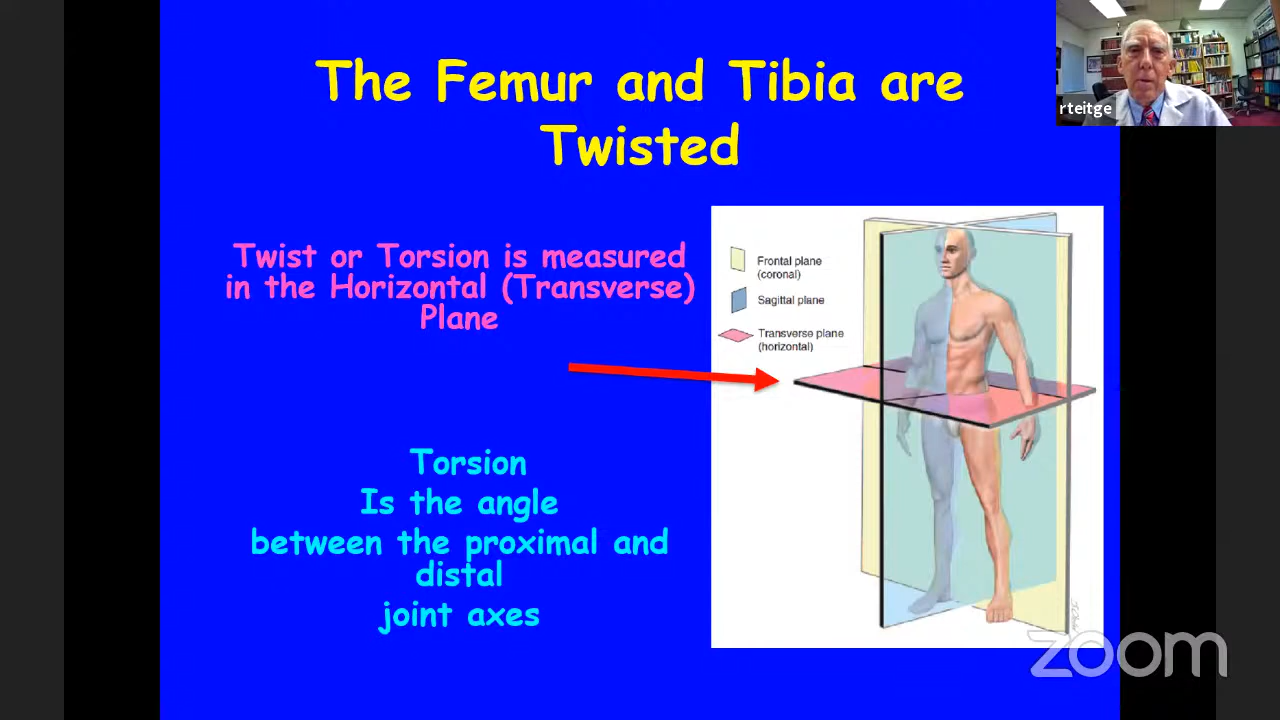 The Femur and Tibia are
Twisted
rteitge
Twist or Torsion is measured
in the Horizontal (Transverse)
Plane
Frontal plane
(coronal)
Sagittal plane
Transverse plane
(horizontal)
Torsion
Is the angle
between the proximal and
distal
joint axes
zoom